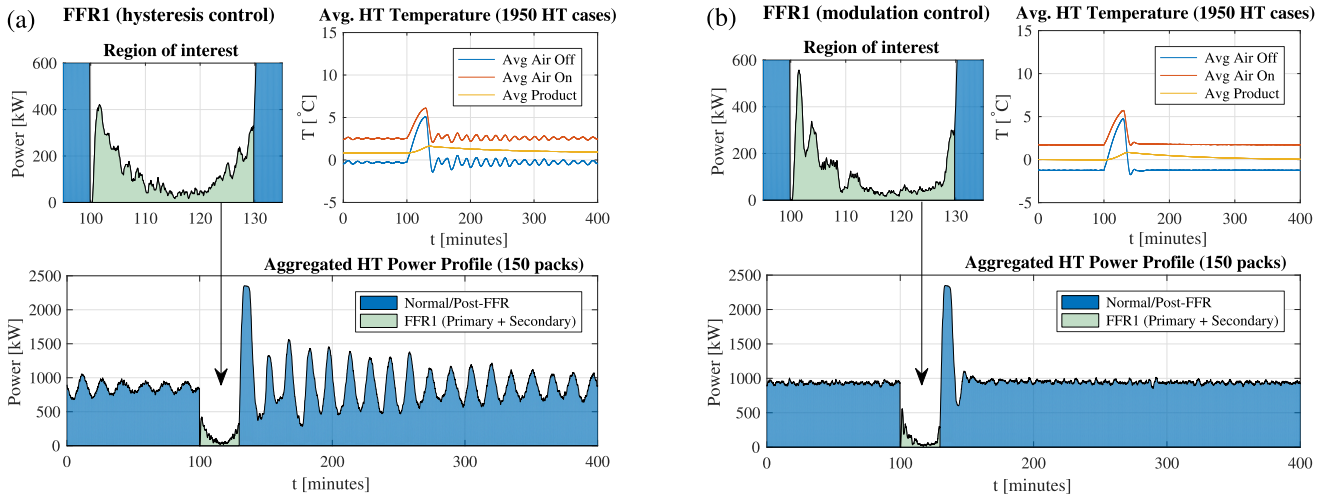 (a)
FFR1 (hysteresis control)
Region of interest
600
400
200
0
Power [kW]
100
110
120
130
Avg. HT Temperature (1950 HT cases)
15
10
5
0
-5
T [°C]
Avg Air Off
Avg Air On
Avg Product
0
100
200
300
400
t [minutes]
Aggregated HT Power Profile (150 packs)
2500
2000
1500
1000
500
0
Power [kW]
Normal/Post-FFR
FFR1 (Primary + Secondary)
0
100
200
300
400
t [minutes]
(b)
FFR1 (modulation control)
Region of interest
600
400
200
0
Power [kW]
100
110
120
130
Avg. HT Temperature (1950 HT cases)
15
10
5
0
-5
T [°C]
Avg Air Off
Avg Air On
Avg Product
0
100
200
300
400
t [minutes]
Aggregated HT Power Profile (150 packs)
2500
2000
1500
1000
500
0
Power [kW]
Normal/Post-FFR
FFR1 (Primary + Secondary)
0
100
200
300
400
t [minutes]